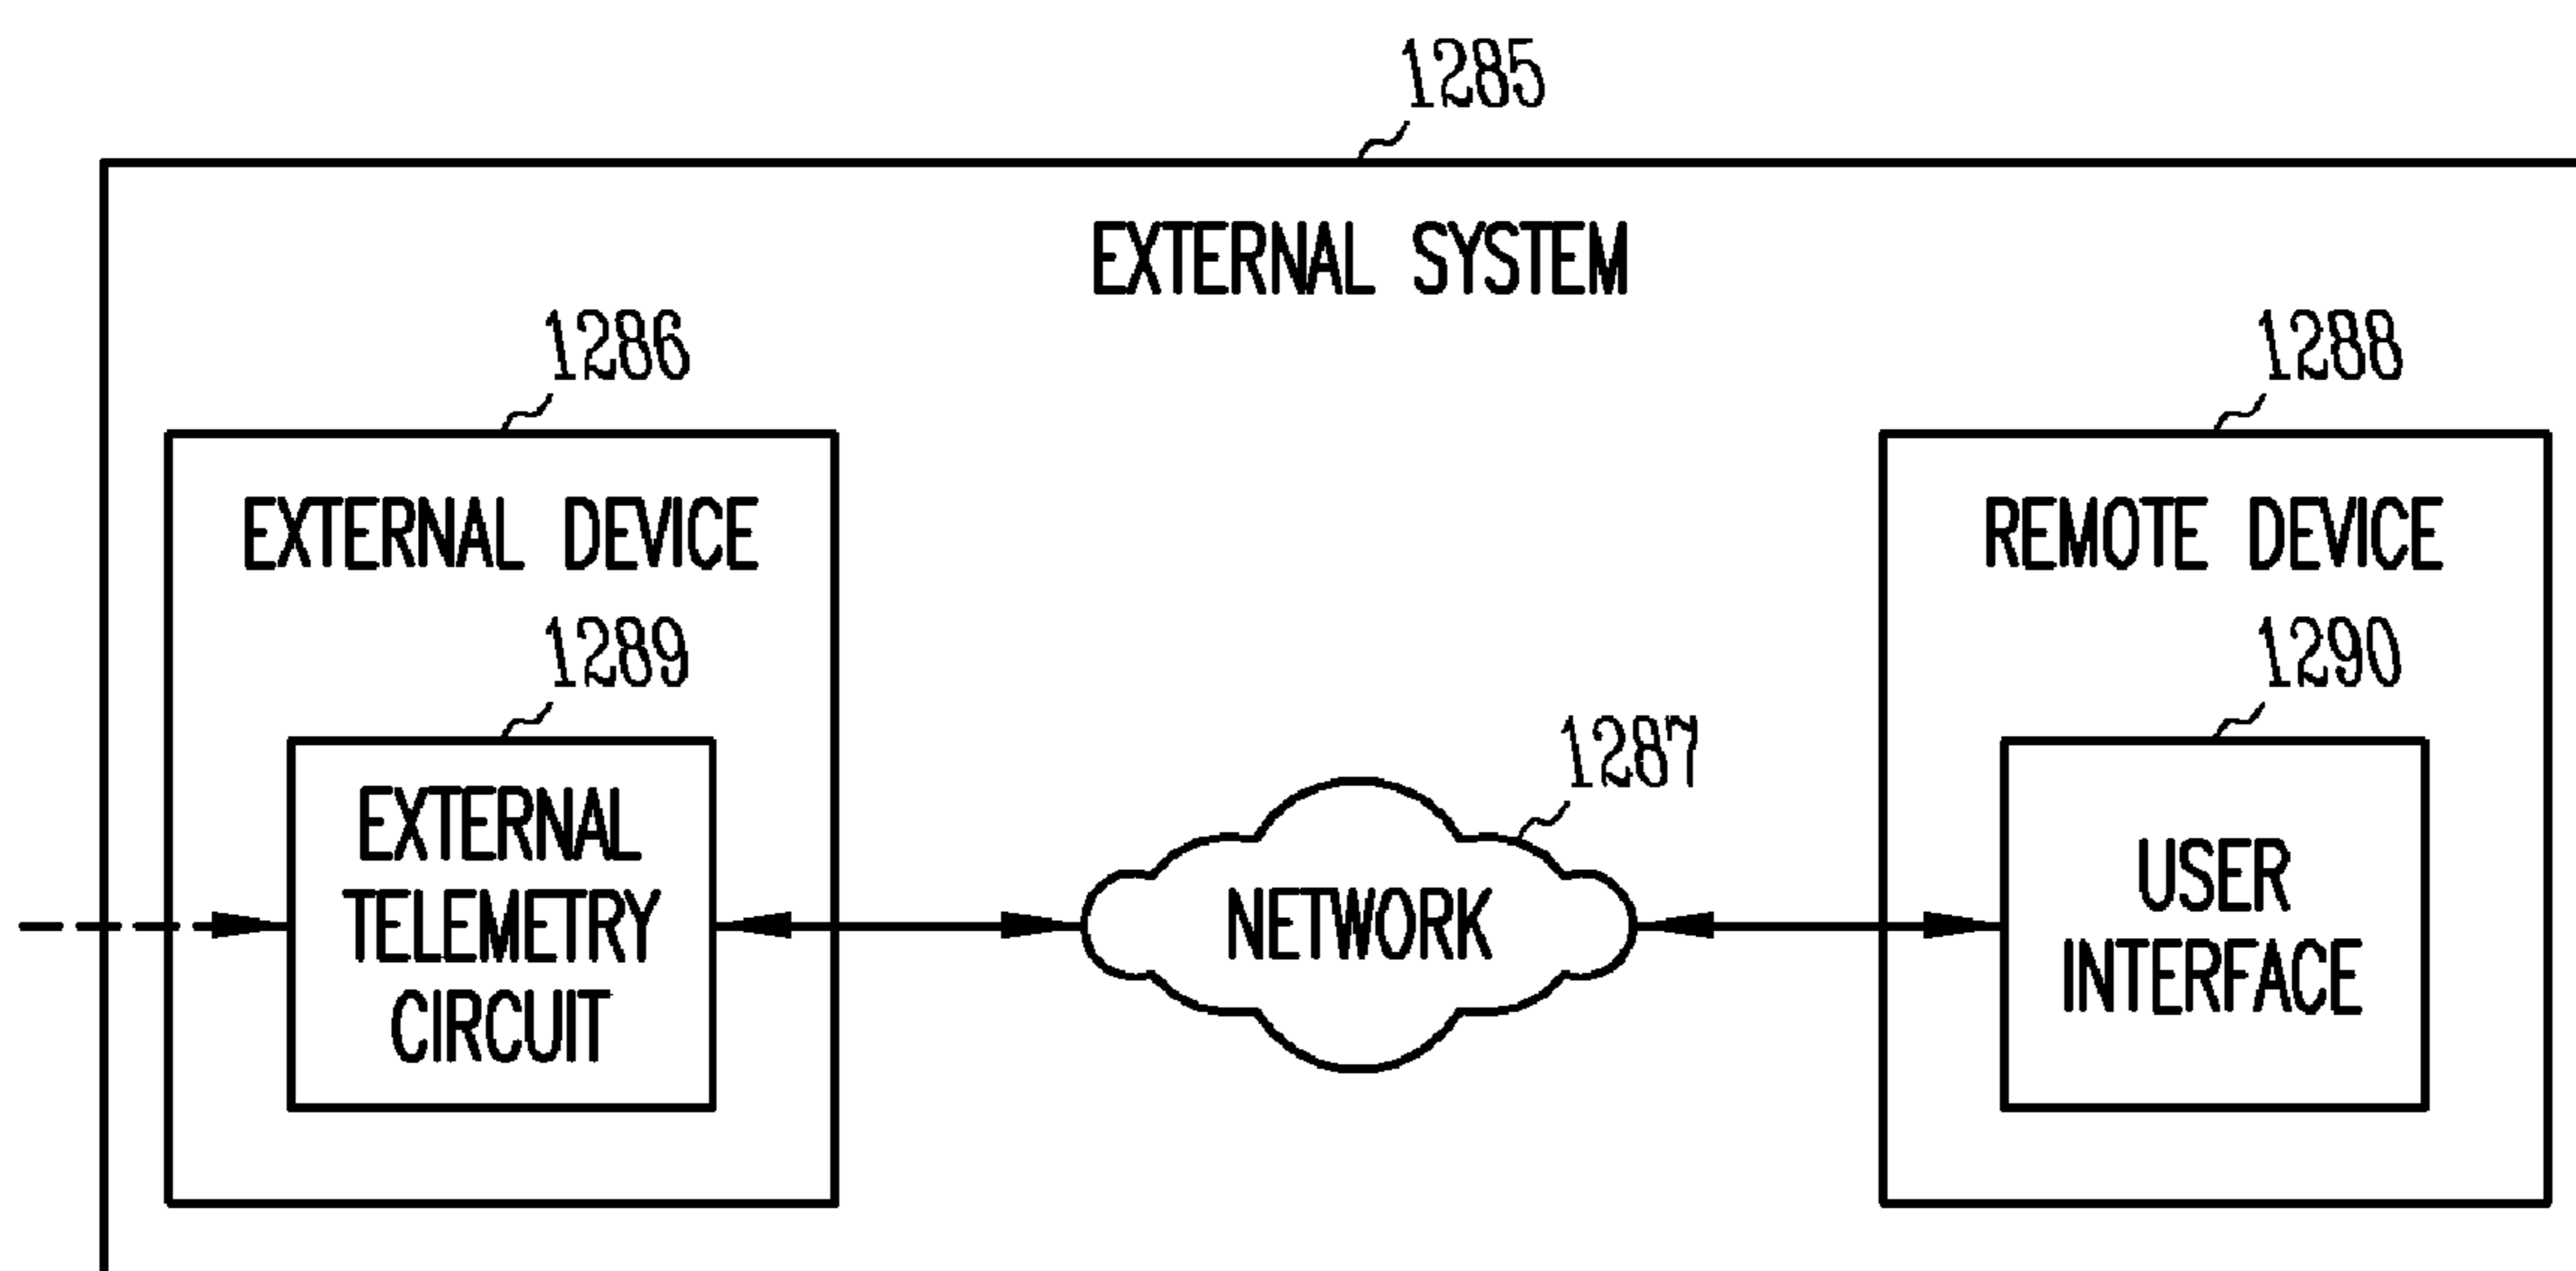 1285
EXTERNAL SYSTEM
1286
EXTERNAL DEVICE
1289
EXTERNAL
TELEMETRY
CIRCUIT
1287
NETWORK
1288
REMOTE DEVICE
1290
USER
INTERFACE